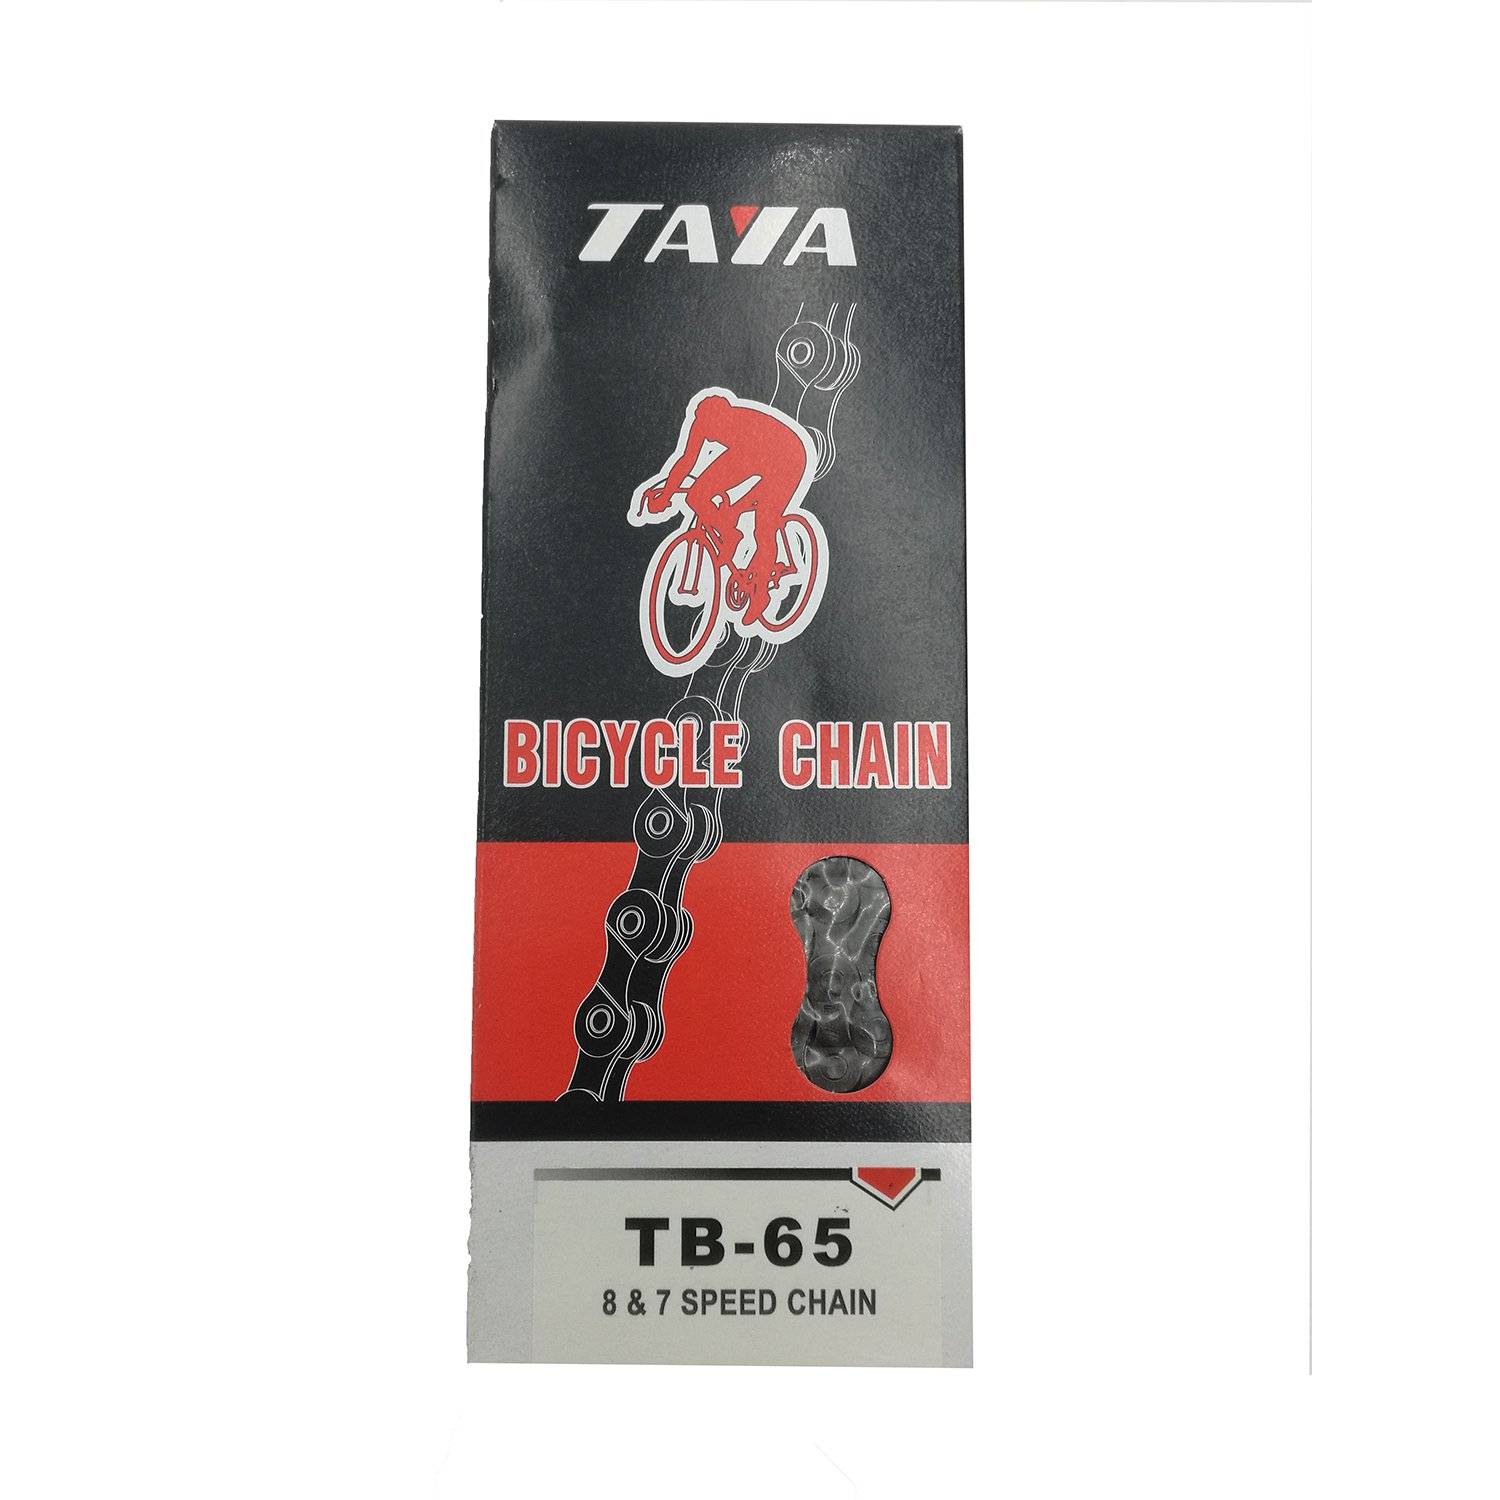 TAYA
BICYCLE CHAIN
TB-65
8 & 7 SPEED CHAIN